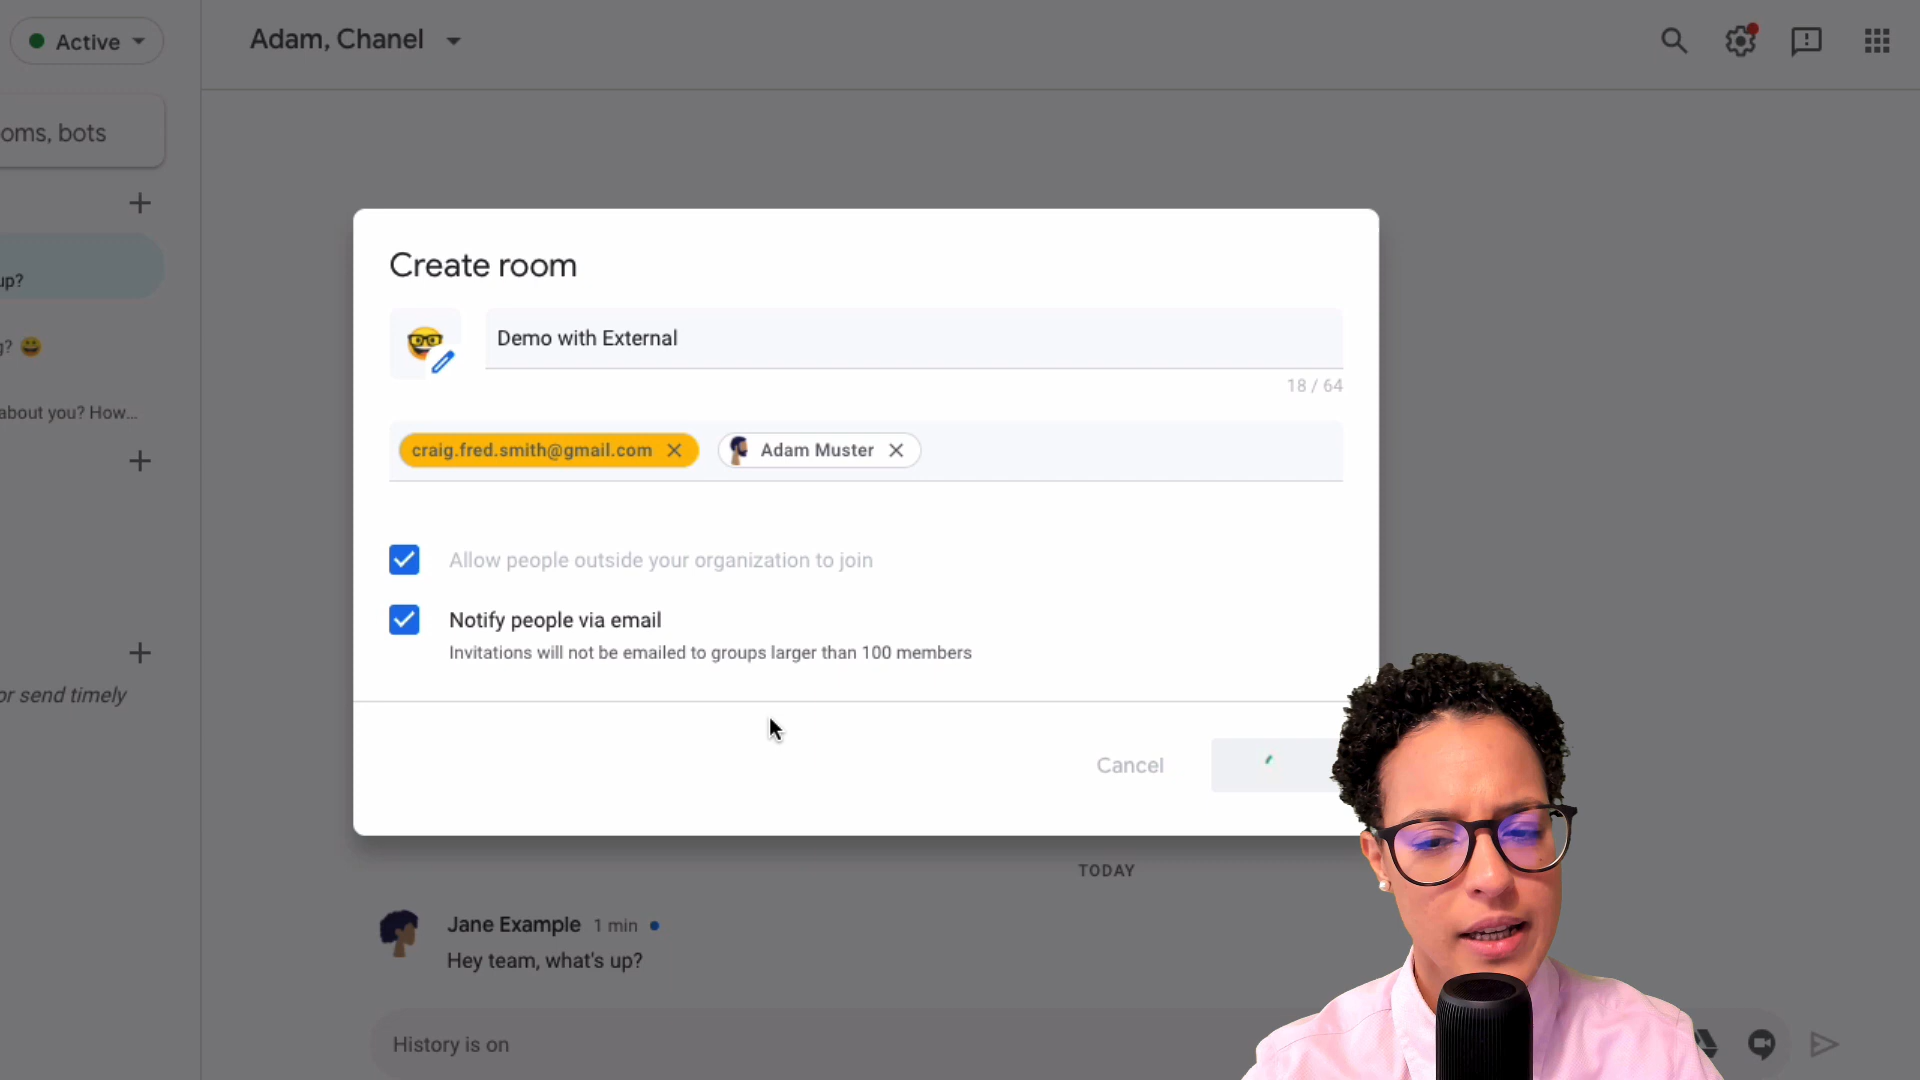 Active
Adam, Chanel
oms, bots
up?
g?
about you? How...
or send timely
Create room
Demo with External
18 / 64
craig.fred.smith@gmail.com
Adam Muster
Allow people outside your organization to join
Notify people via email
Invitations will not be emailed to groups larger than 100 members
Cancel
TODAY
Jane Example 1 min
Hey team, what's up?
History is on